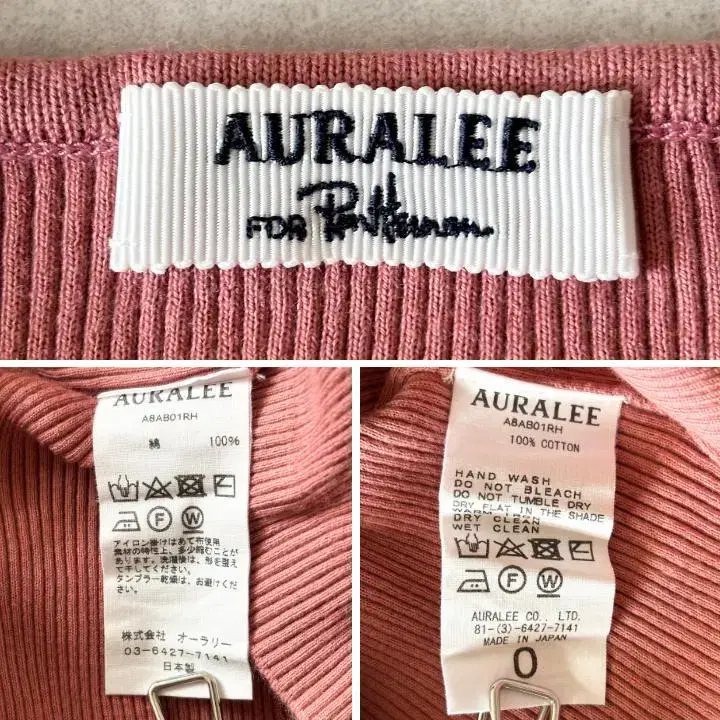 AURALEE
FOR Ron Herman
AURALEE
A8AB01RH
綿 100%
アイロン掛けはあて布使用
素材の特性上、多少縮むことが
あります。洗濯後は、形を整え
て干してください。
タンブラー乾燥は、お避けくだ
さい。
株式会社 オーラリー
03-6427-7141
日本製
AURALEE
A8AB01RH
100% COTTON
HAND WASH
DO NOT BLEACH
DO NOT TUMBLE DRY
DRY FLAT IN THE SHADE
WARM IRON
DRY CLEAN
WET CLEAN
AURALEE CO., LTD.
81-(3)-6427-7141
MADE IN JAPAN
0